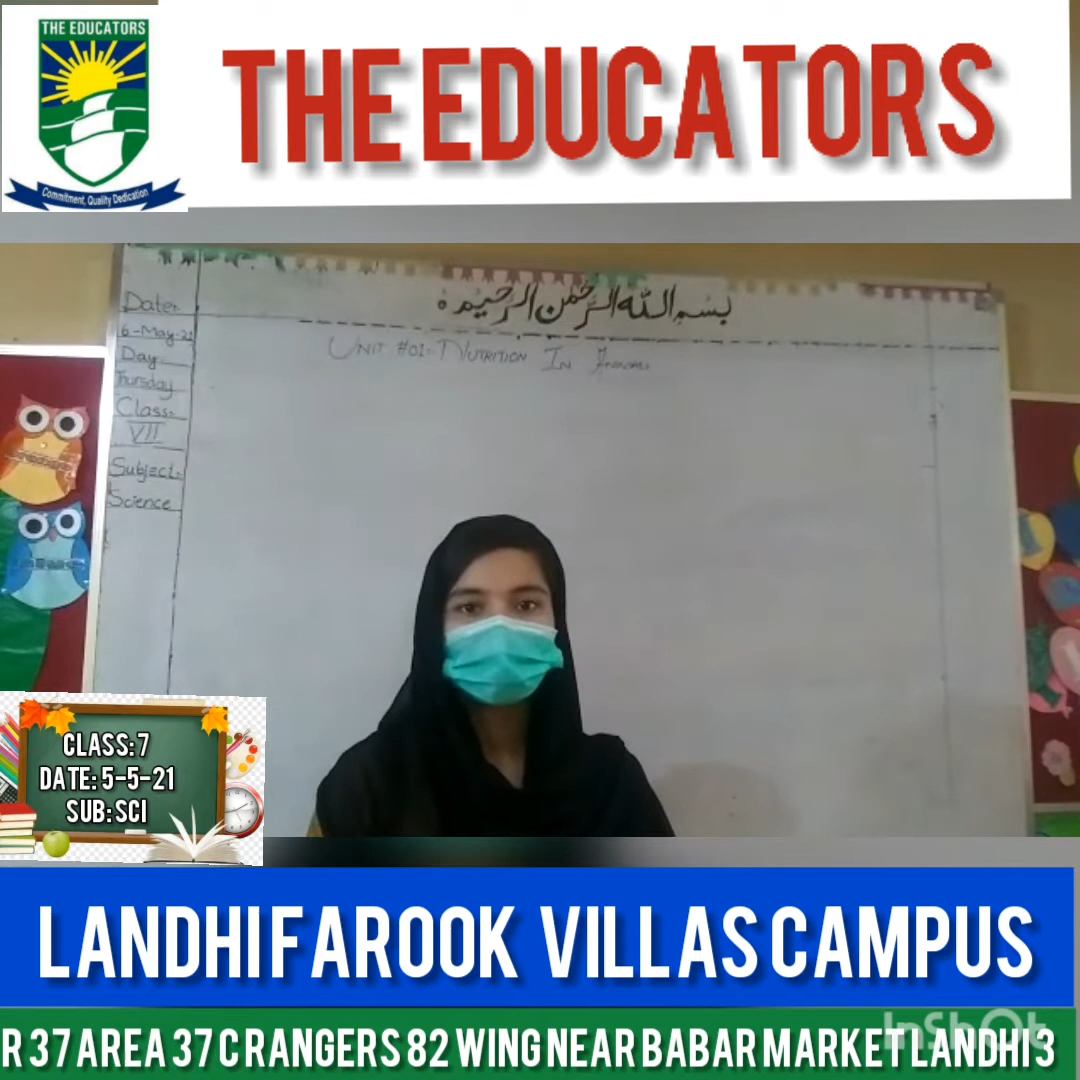 THE EDUCATORS
Commitment, Quality Dedication
THE EDUCATORS
بسم الله الرحمن الرحيم
Date:
6-May-21
Day:
Thursday
Class:
VII
Subject:
Science
UNIT #01: NUTRITION IN
CLASS: 7
DATE: 5-5-21
SUB: SCI
LANDHI FAROOK VILLAS CAMPUS
R 37 AREA 37 C RANGERS 82 WING NEAR BABAR MARKET LANDHI 3
InShOt